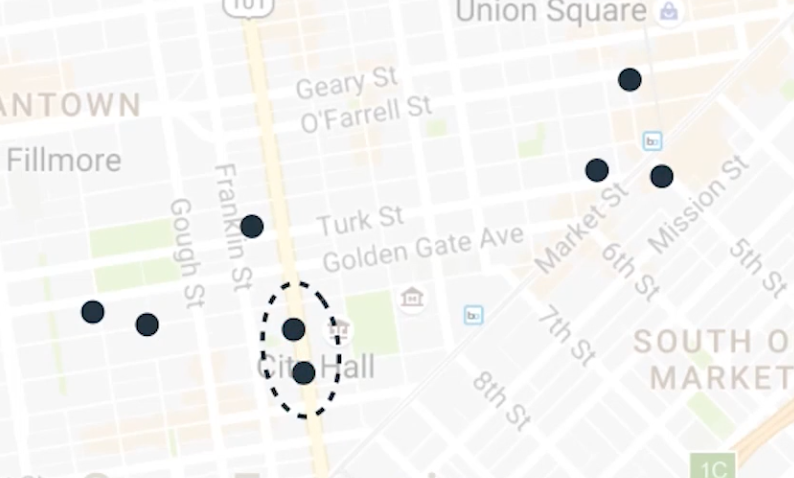 101
Union Square
Geary St
O'Farrell St
ANTOWN
Fillmore
Franklin St
Gough St
Turk St
Golden Gate Ave
Market St
Mission St
5th St
6th St
7th St
8th St
City Hall
SOUTH O
MARKET
1C